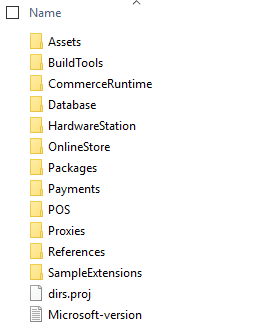 Name
Assets
BuildTools
CommerceRuntime
Database
HardwareStation
OnlineStore
Packages
Payments
POS
Proxies
References
SampleExtensions
dirs.proj
Microsoft-version